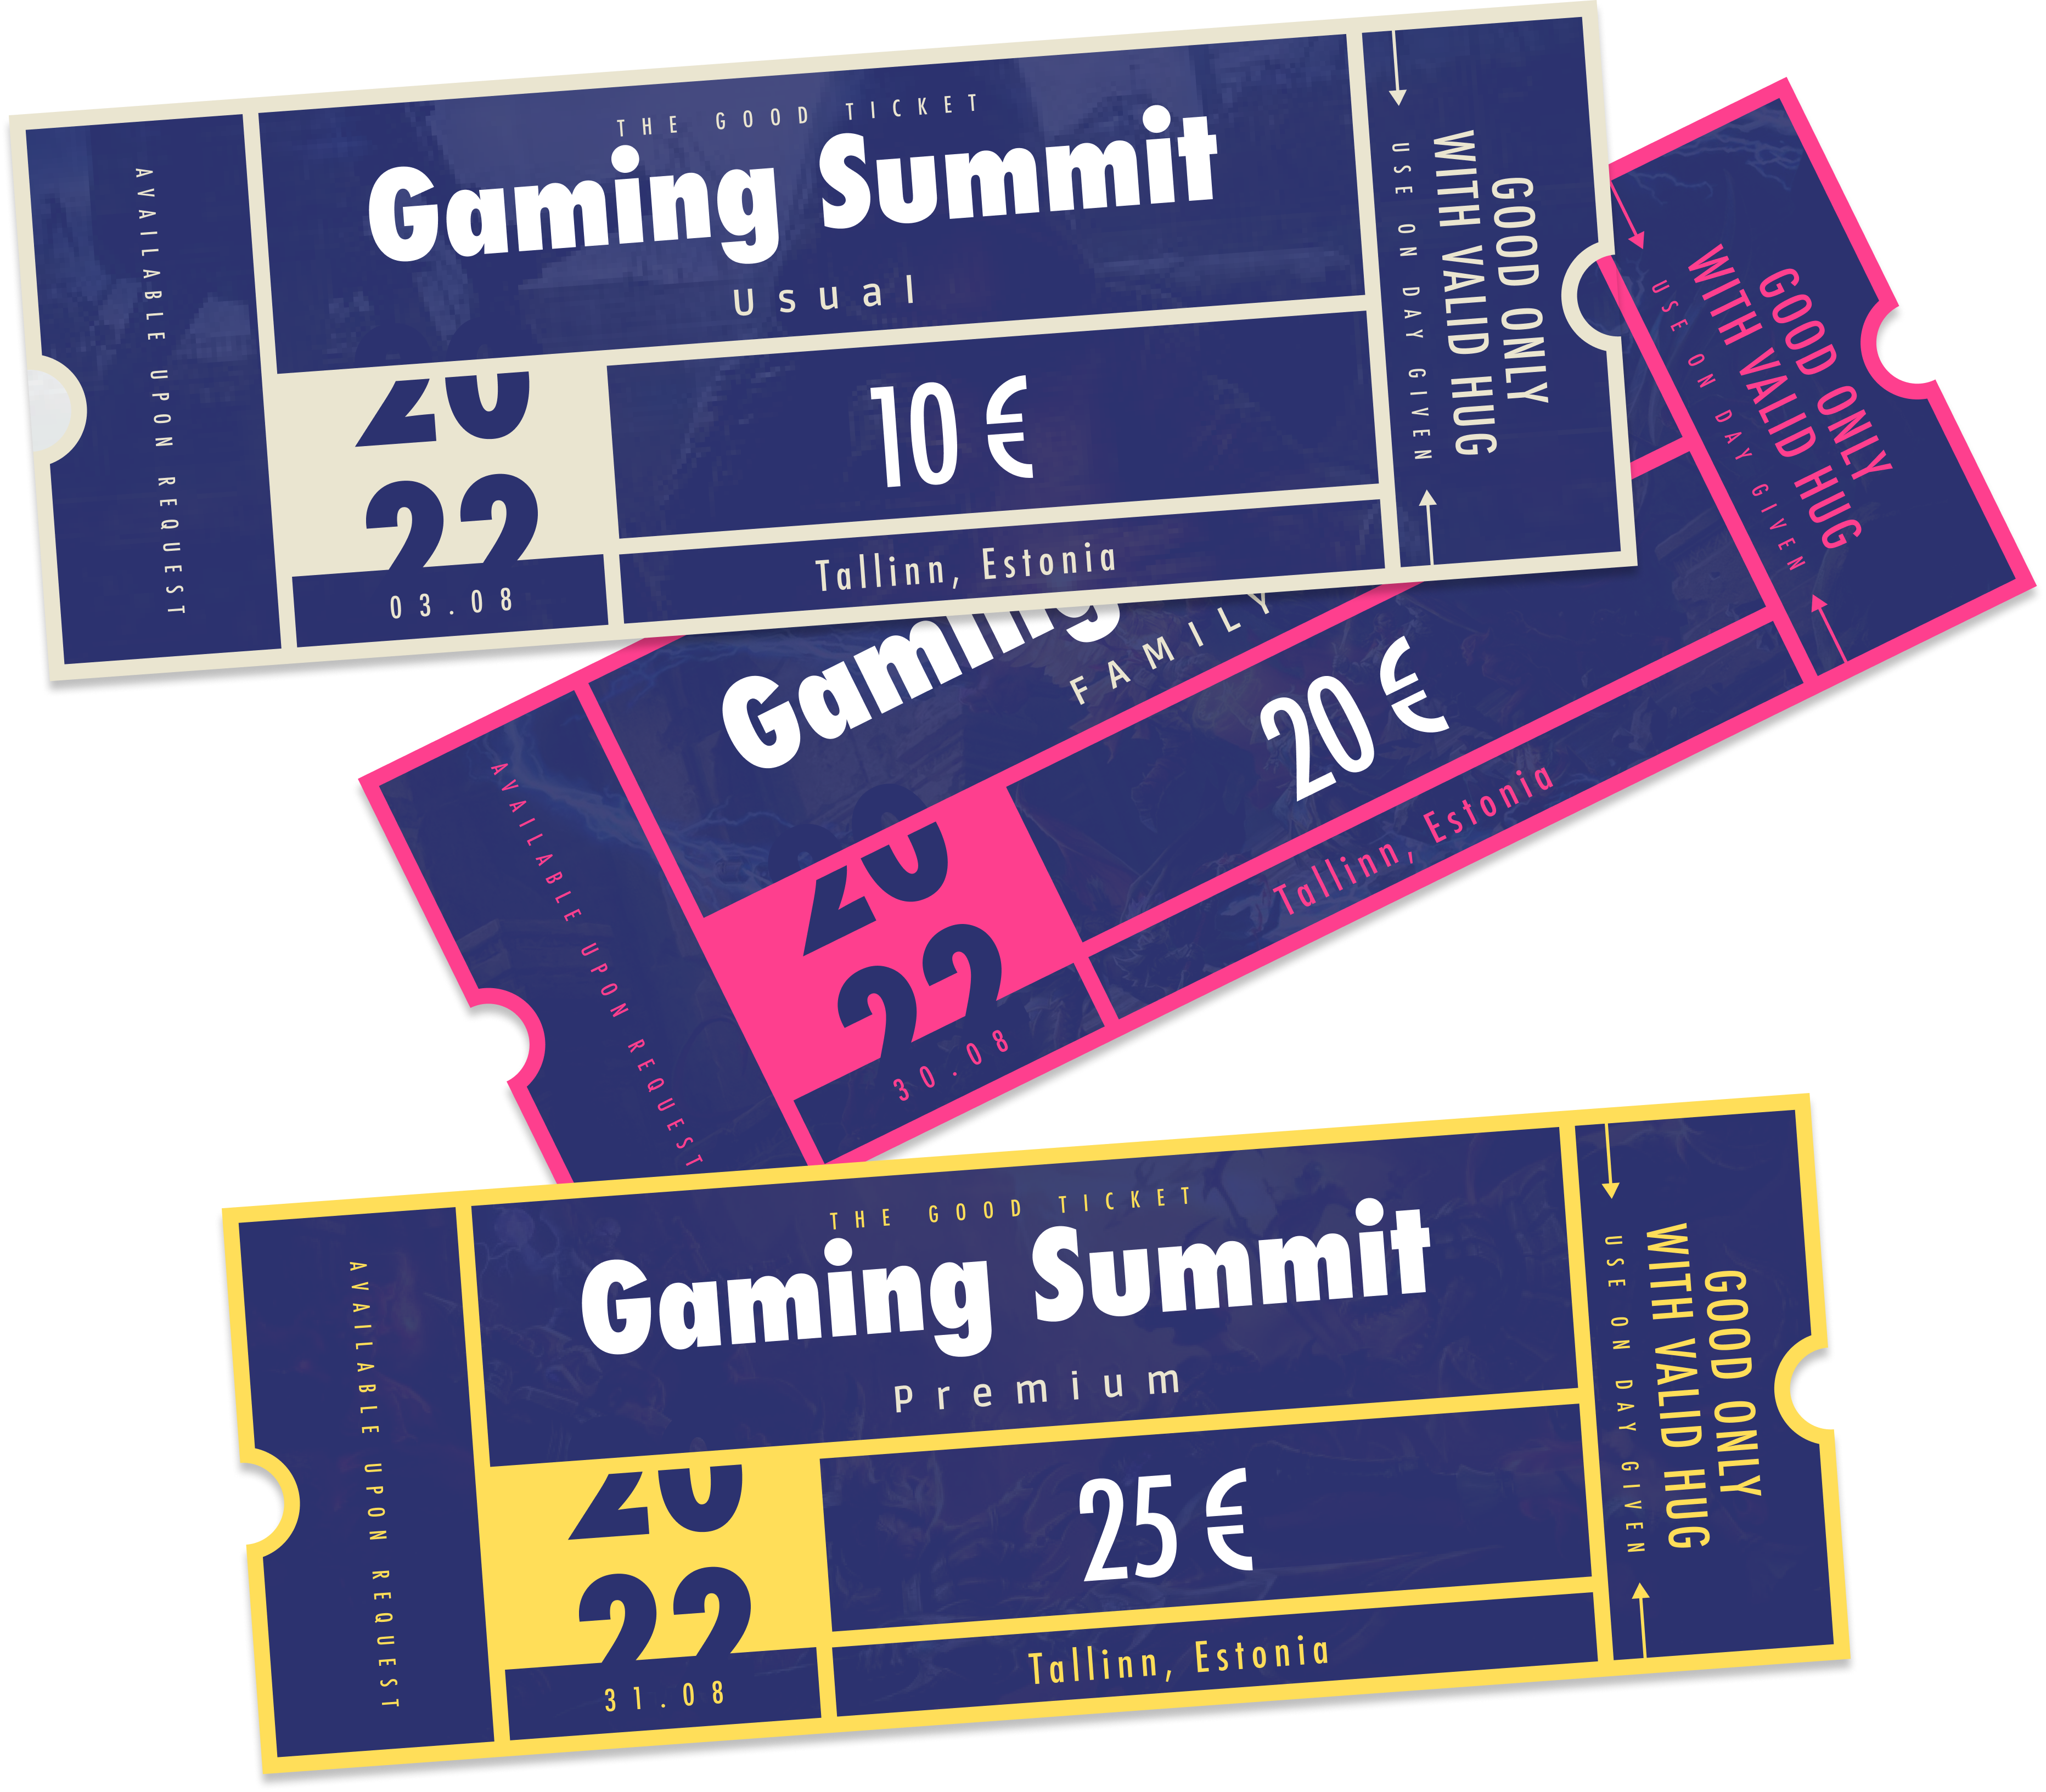 AVAILABLE UPON REQUEST
THE GOOD TICKET
Gaming Summit
Usual
20
22
03.08
10 €
Tallinn, Estonia
USE ON DAY GIVEN
GOOD ONLY
WITH VALID HUG
AVAILABLE UPON REQUEST
Gaming
FAMILY
20
22
30.08
20 €
Tallinn, Estonia
USE ON DAY GIVEN
GOOD ONLY
WITH VALID HUG
AVAILABLE UPON REQUEST
THE GOOD TICKET
Gaming Summit
Premium
20
22
31.08
25 €
Tallinn, Estonia
USE ON DAY GIVEN
GOOD ONLY
WITH VALID HUG